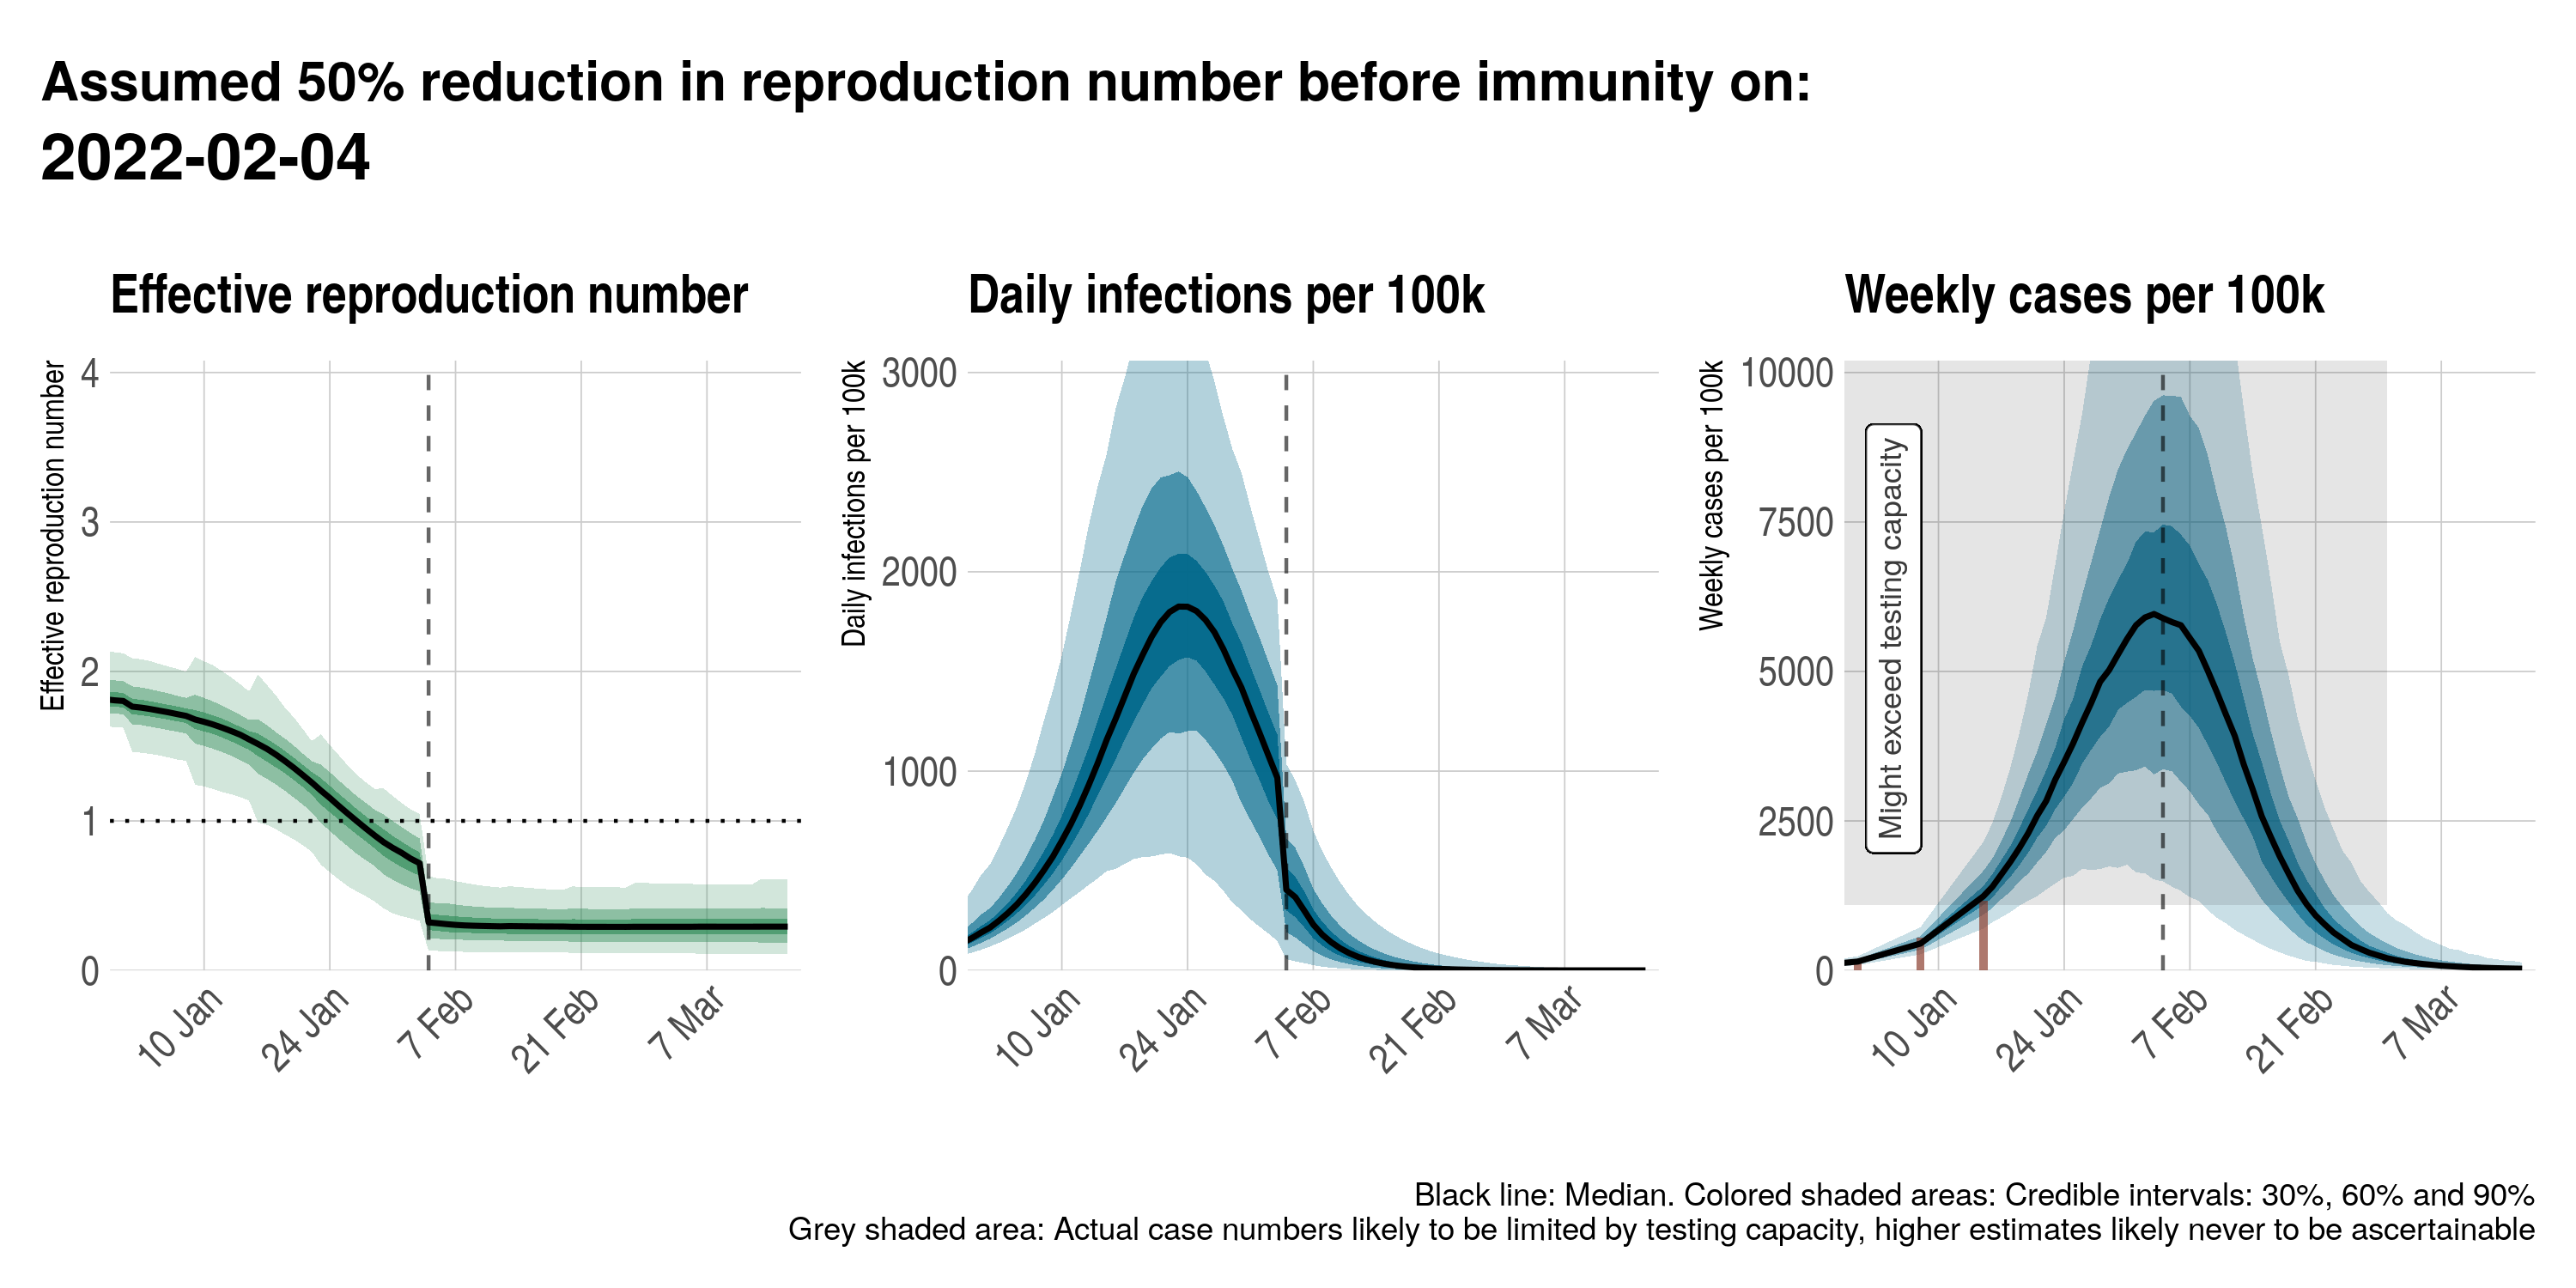 Assumed 50% reduction in reproduction number before immunity on:
2022-02-04
Effective reproduction number
Effective reproduction number
4
3
2
1
0
10 Jan
24 Jan
7 Feb
21 Feb
7 Mar
Daily infections per 100k
Daily infections per 100k
3000
2000
1000
0
10 Jan
24 Jan
7 Feb
21 Feb
7 Mar
Weekly cases per 100k
Weekly cases per 100k
10000
7500
5000
2500
0
Might exceed testing capacity
10 Jan
24 Jan
7 Feb
21 Feb
7 Mar
Black line: Median. Colored shaded areas: Credible intervals: 30%, 60% and 90%
Grey shaded area: Actual case numbers likely to be limited by testing capacity, higher estimates likely never to be ascertainable